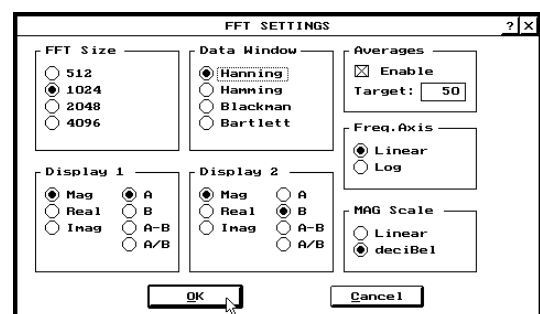 FFT SETTINGS ? X
FFT Size
512
1024
2048
4096
Data Window
Hanning
Hamming
Blackman
Bartlett
Averages
Enable
Target: 50
Freq.Axis
Linear
Log
Display 1
Mag A
Real B
Imag A-B
A/B
Display 2
Mag A
Real B
Imag A-B
A/B
MAG Scale
Linear
deciBel
OK
Cancel